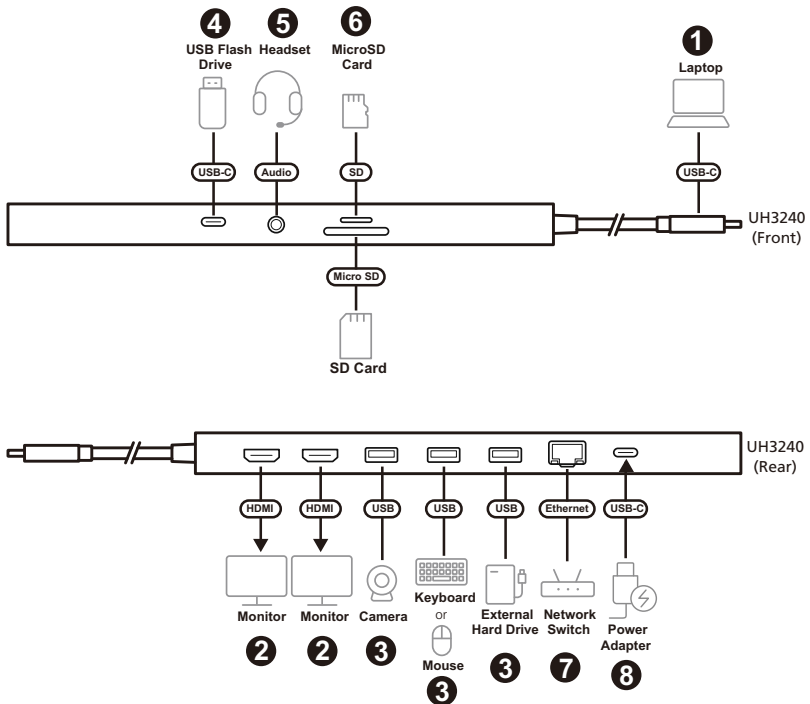 4
5
6
1
USB Flash
Drive
Headset
MicroSD
Card
Laptop
USB-C
Audio
SD
USB-C
UH3240
(Front)
Micro SD
SD Card
UH3240
(Rear)
HDMI
HDMI
USB
USB
USB
Ethernet
USB-C
Monitor
Monitor
Camera
Keyboard
or
Mouse
External
Hard Drive
Network
Switch
Power
Adapter
2
2
3
3
3
7
8